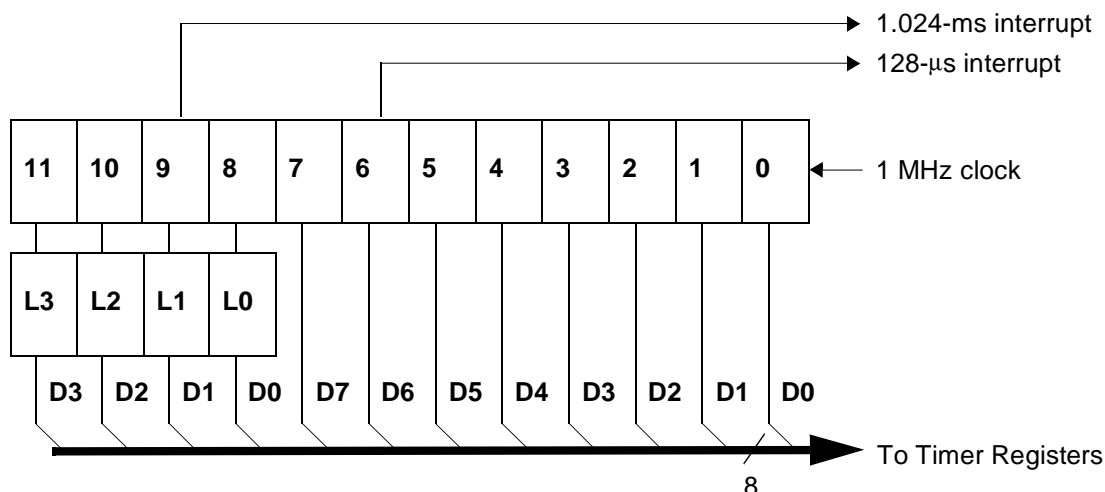 1.024-ms interrupt
128-μs interrupt
11 10 9 8 7 6 5 4 3 2 1 0
1 MHz clock
L3 L2 L1 L0
D3 D2 D1 D0 D7 D6 D5 D4 D3 D2 D1 D0
To Timer Registers
8